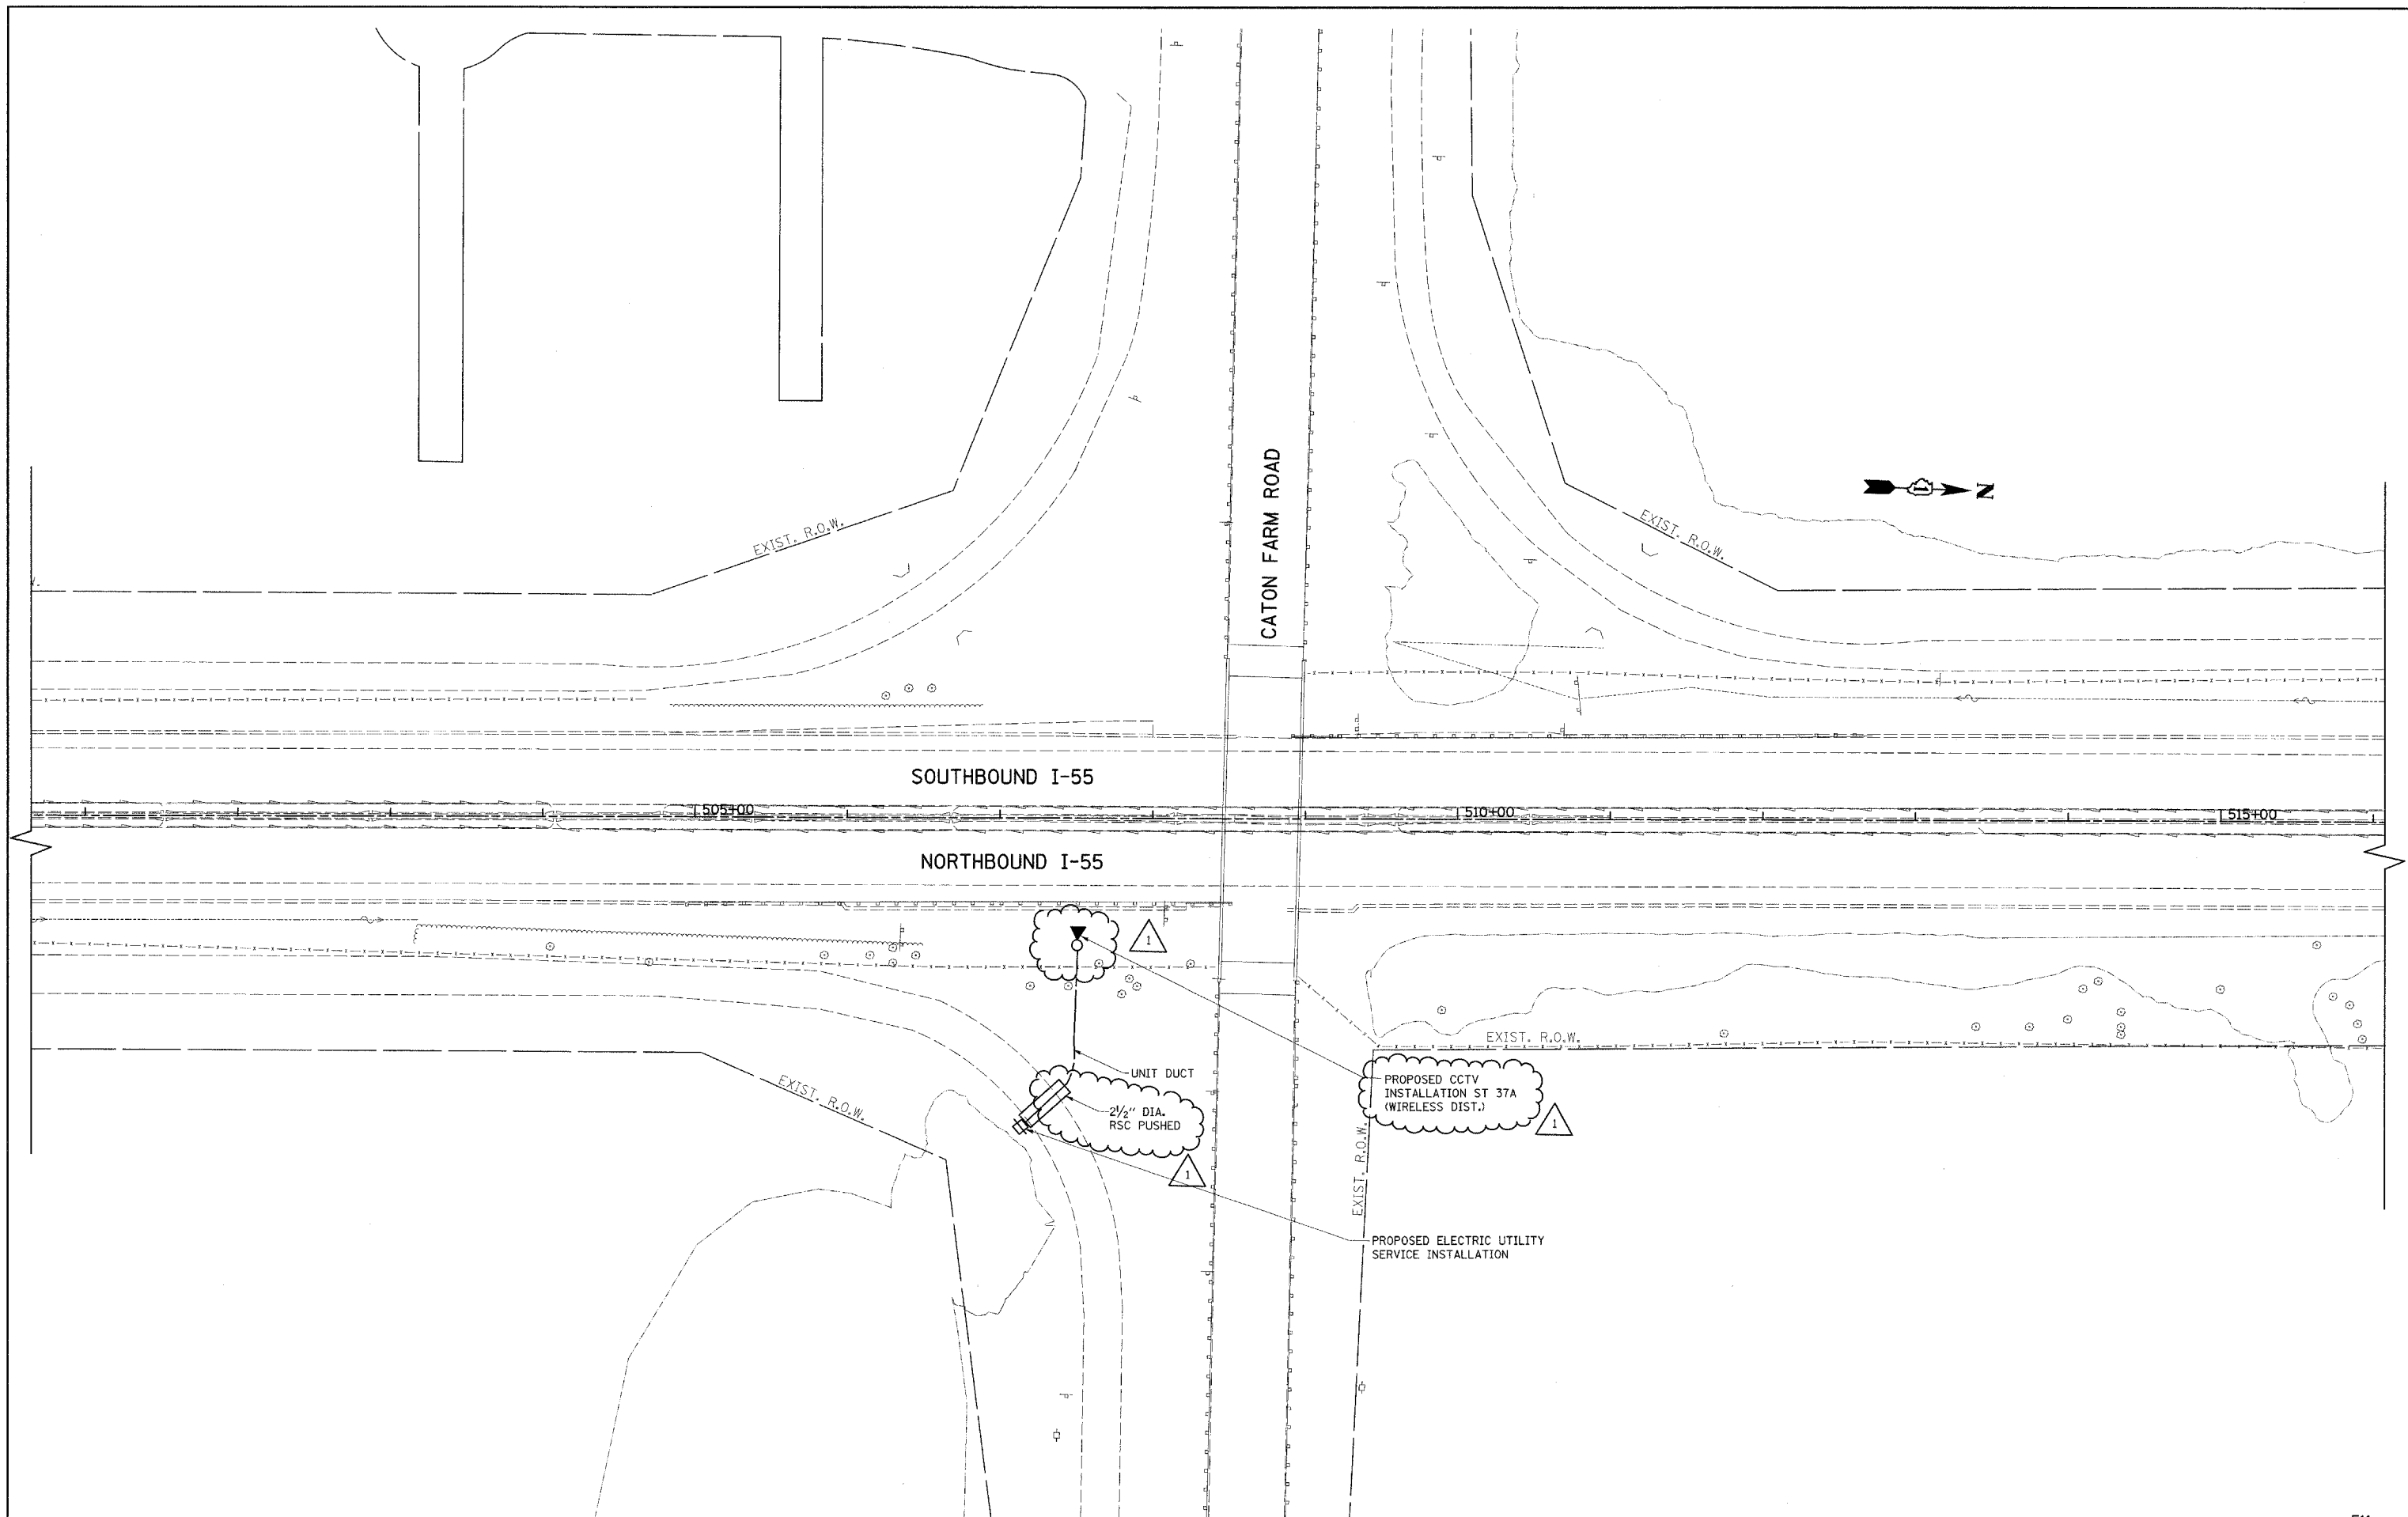 EXIST. R.O.W.
CATON FARM ROAD
EXIST. R.O.W.
N
SOUTHBOUND I-55
505+00
510+00
515+00
NORTHBOUND I-55
1
EXIST. R.O.W.
EXIST. R.O.W.
UNIT DUCT
2½" DIA.
RSC PUSHED
1
PROPOSED CCTV
INSTALLATION ST 37A
(WIRELESS DIST.)
1
EXIST. R.O.W.
PROPOSED ELECTRIC UTILITY
SERVICE INSTALLATION